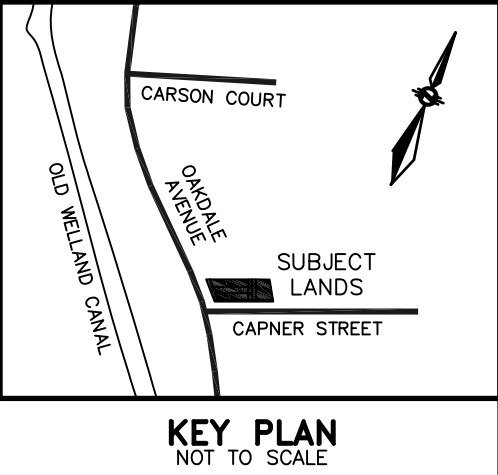 CARSON COURT
OLD WELLAND CANAL
OAKDALE
AVENUE
SUBJECT
LANDS
CAPNER STREET
KEY PLAN
NOT TO SCALE